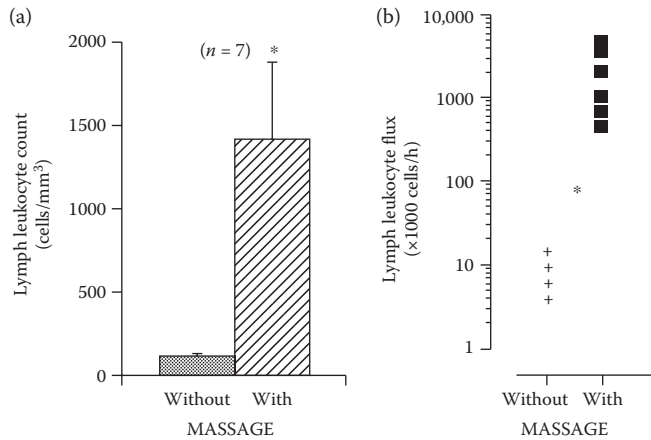 (a)
Lymph leukocyte count
(cells/mm³)
2000
1500
1000
500
0
(n = 7)
*
Without
With
MASSAGE
(b)
Lymph leukocyte flux
(×1000 cells/h)
10,000
1000
100
10
1
*
Without
With
MASSAGE